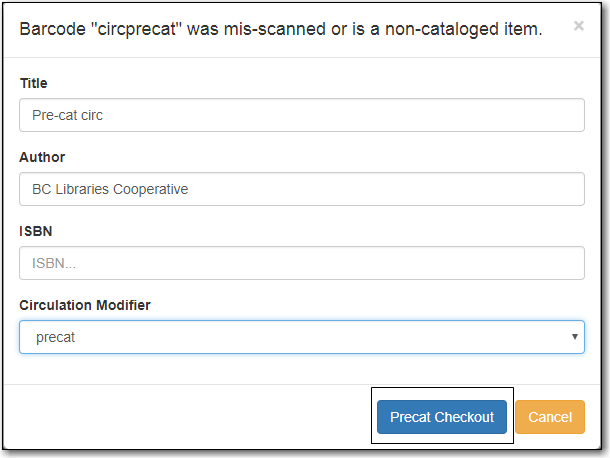 Barcode "circprecat" was mis-scanned or is a non-cataloged item. ×
Title
Pre-cat circ
Author
BC Libraries Cooperative
ISBN
ISBN...
Circulation Modifier
precat
Precat Checkout Cancel